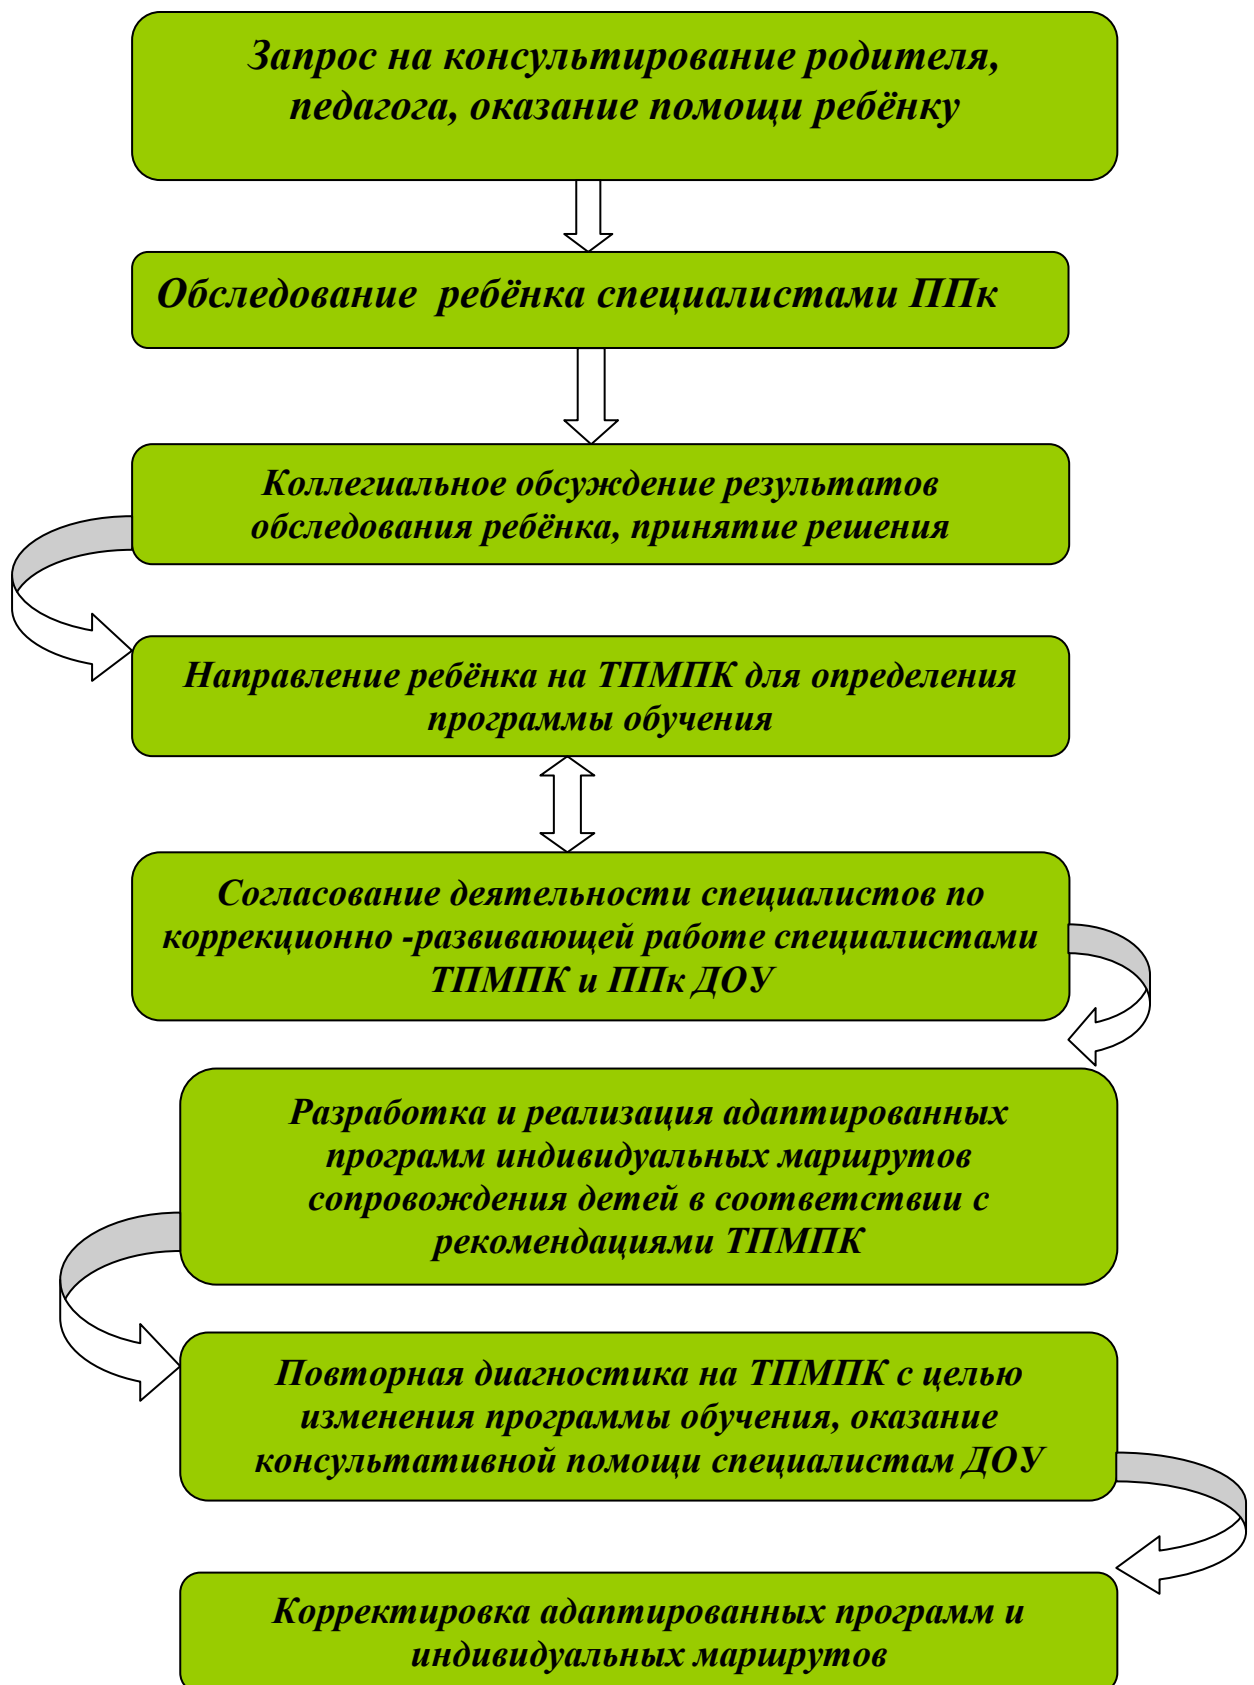 Запрос на консультирование родителя,
педагога, оказание помощи ребёнку
Обследование  ребёнка специалистами ППк
Коллегиальное обсуждение результатов
обследования ребёнка, принятие решения
Направление ребёнка на ТПМПК для определения
программы обучения
Согласование деятельности специалистов по
коррекционно -развивающей работе специалистами
ТПМПК и ППк ДОУ
Разработка и реализация адаптированных
программ индивидуальных маршрутов
сопровождения детей в соответствии с
рекомендациями ТПМПК
Повторная диагностика на ТПМПК с целью
изменения программы обучения, оказание
консультативной помощи специалистам ДОУ
Корректировка адаптированных программ и
индивидуальных маршрутов